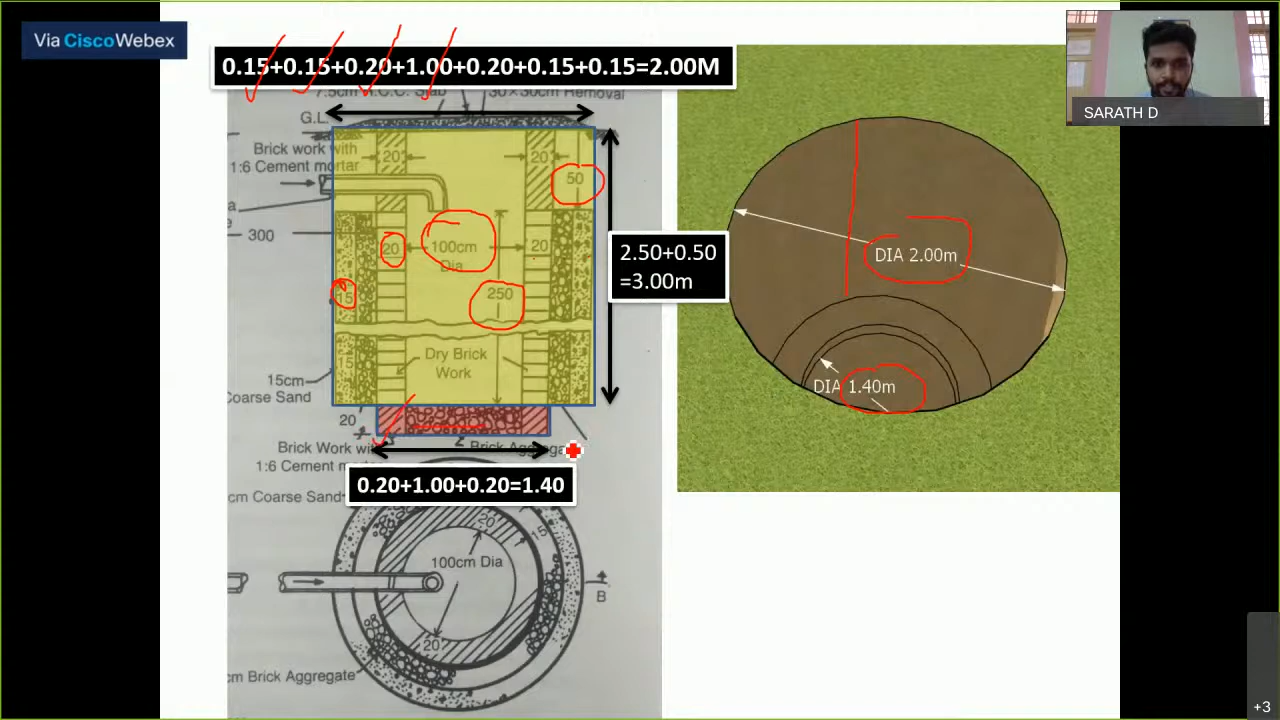 Via Cisco Webex
0.15+0.15+0.20+1.00+0.20+0.15+0.15=2.00M
SARATH D
G.L.
Brick work with
1:6 Cement mortar
20
20
50
300
20
100cm
Dia
20
15
250
2.50+0.50
=3.00m
DIA 2.00m
15
Dry Brick
Work
15cm
Coarse Sand
DIA 1.40m
20
Brick Work with
1:6 Cement mortar
Brick Aggregate
0.20+1.00+0.20=1.40
cm Coarse Sand
20
15
100cm Dia
B
20
cm Brick Aggregate
+3